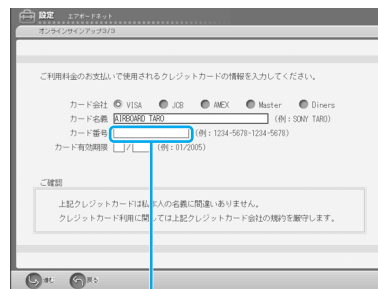 設定 エアボードネット
オンラインサインアップ3/3
ご利用料金のお支払いで使用されるクレジットカードの情報を入力してください。
カード会社 VISA JCB AMEX Master Diners
カード名義 AIRBOARD TARO (例：SONY TARO)
カード番号 (例：1234-5678-1234-5678)
カード有効期限 / (例：01/2005)
ご確認
上記クレジットカードは私本人の名義に間違いありません。
クレジットカード利用に関しては上記クレジットカード会社の規約を厳守します。
進む 戻る